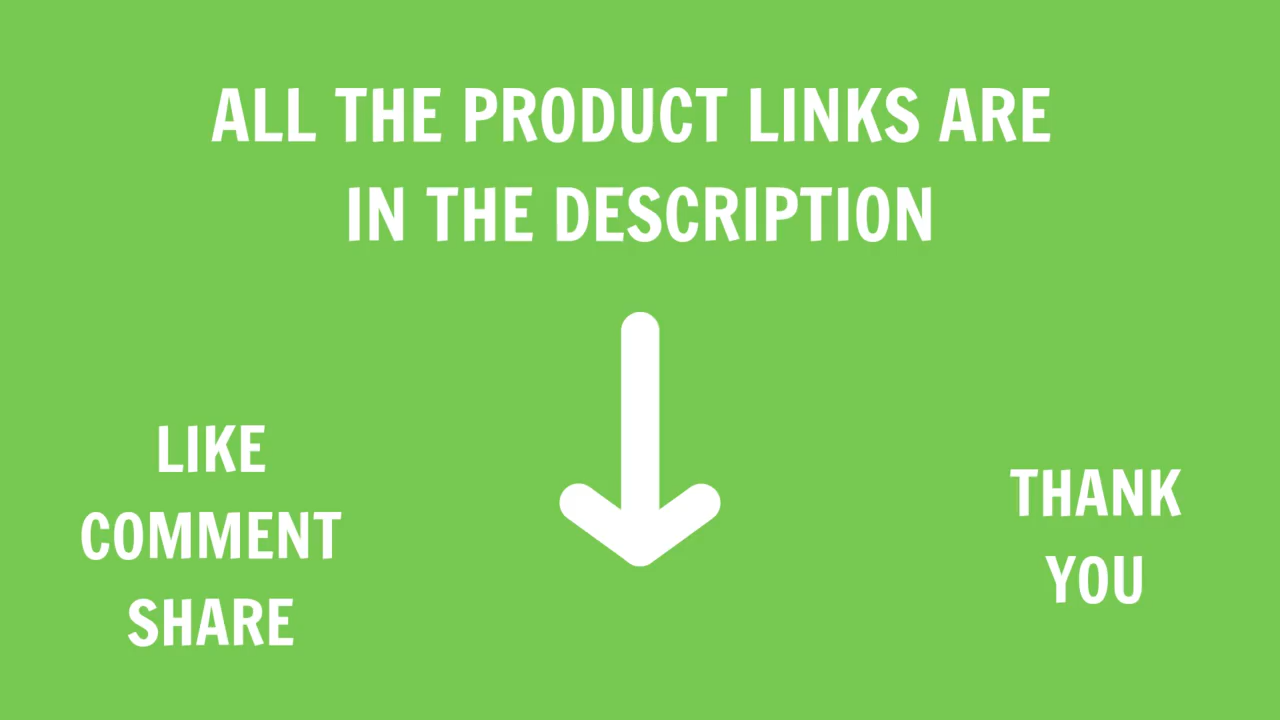 ALL THE PRODUCT LINKS ARE
IN THE DESCRIPTION
LIKE
COMMENT
SHARE
THANK
YOU